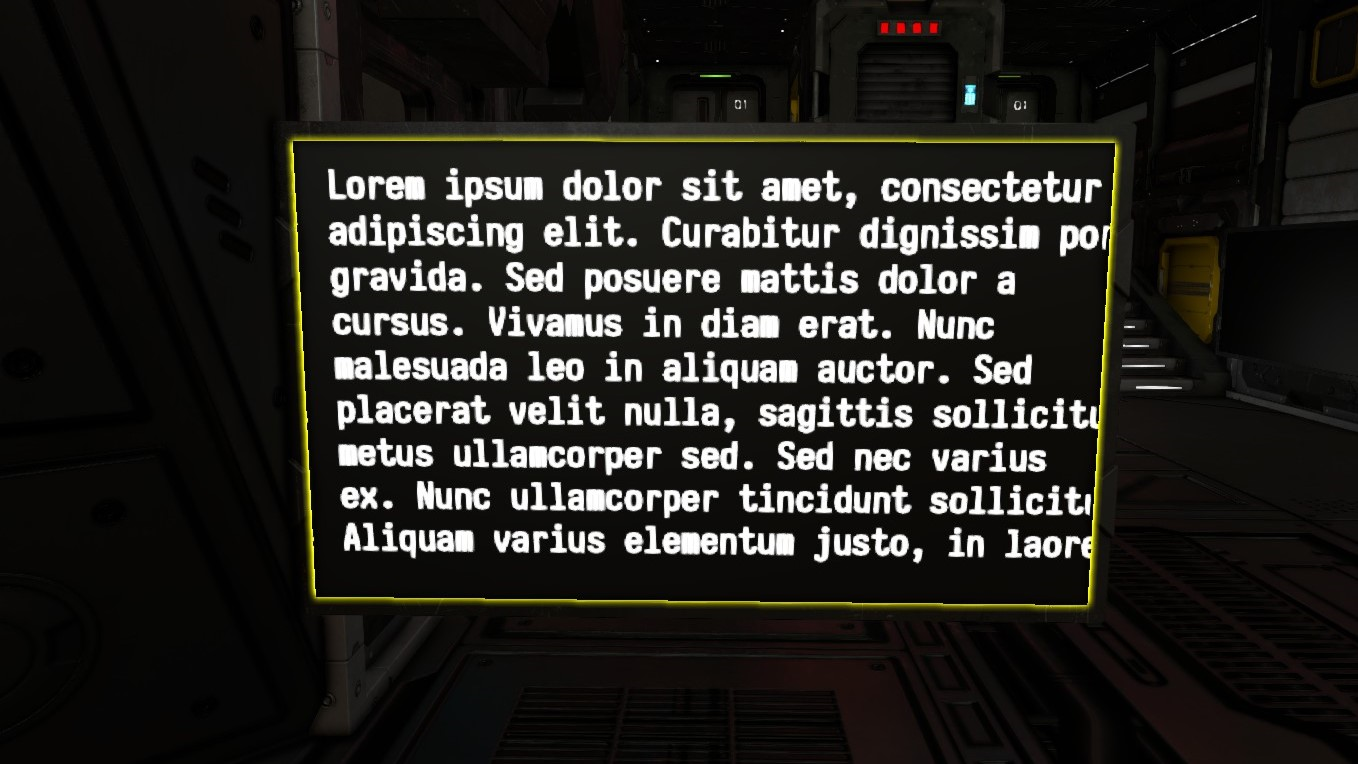 01
01
Lorem ipsum dolor sit amet, consectetur
adipiscing elit. Curabitur dignissim por
gravida. Sed posuere mattis dolor a
cursus. Vivamus in diam erat. Nunc
malesuada leo in aliquam auctor. Sed
placerat velit nulla, sagittis sollicitu
metus ullamcorper sed. Sed nec varius
ex. Nunc ullamcorper tincidunt sollicitu
Aliquam varius elementum justo, in laore